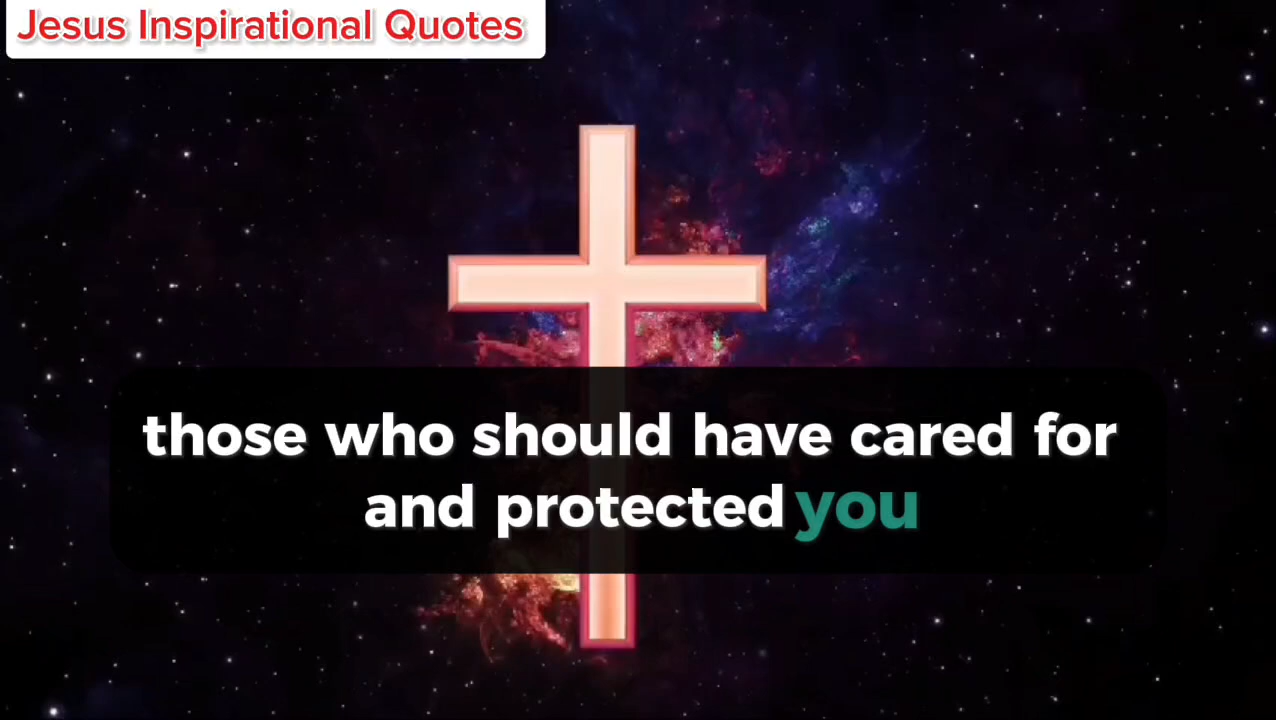 Jesus Inspirational Quotes
those who should have cared for
and protected you